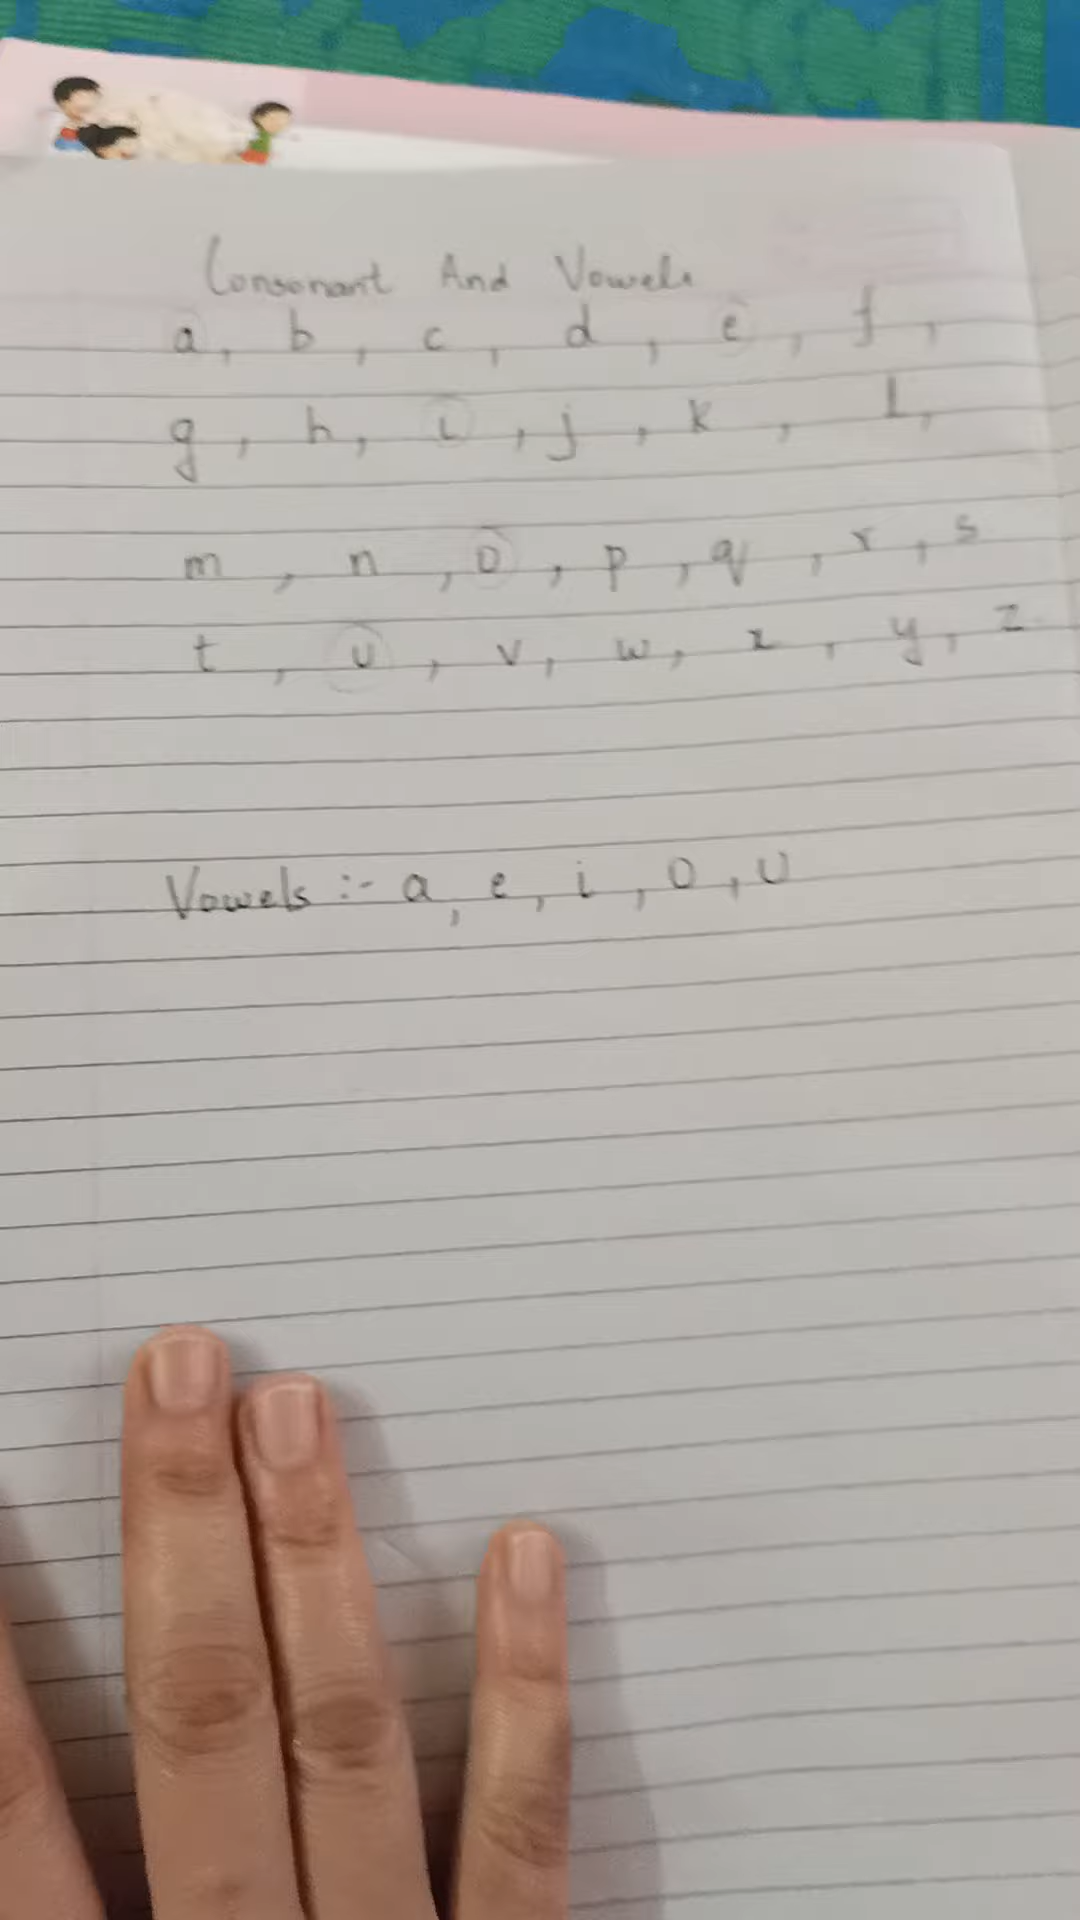 Consonant And Vowels
a, b, c, d, e, f,
g, h, i, j, k, l,
m, n, o, p, q, r, s
t, u, v, w, x, y, z
Vowels :- a, e, i, o, u